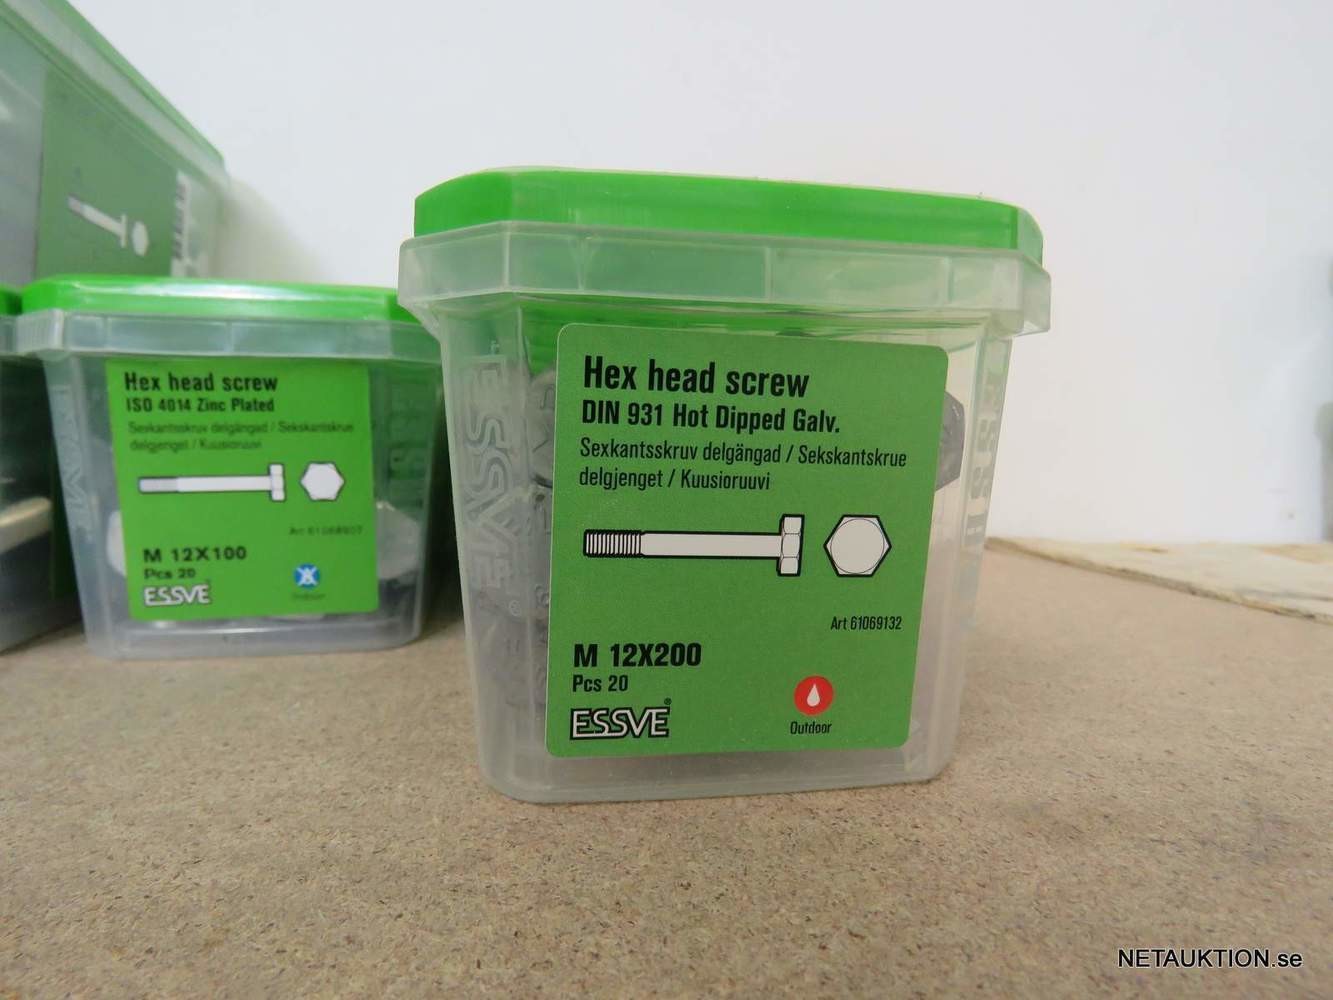 Hex head screw
ISO 4014 Zinc Plated
Sexkantsskruv delgängad / Sekskantskrue
delgjenget / Kuusioruuvi
M 12X100
Pcs 20
ESSVE
Hex head screw
DIN 931 Hot Dipped Galv.
Sexkantsskruv delgängad / Sekskantskrue
delgjenget / Kuusioruuvi
Art 61069132
M 12X200
Pcs 20
ESSVE®
Outdoor
ESSVE®
NETAUKTION.se